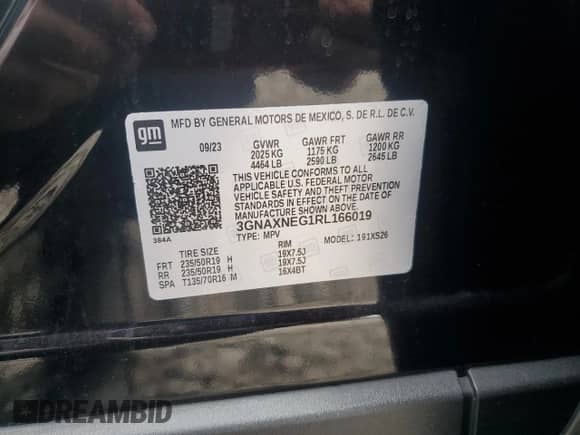 gm
MFD BY GENERAL MOTORS DE MEXICO, S. DE R.L. DE C.V.
09/23 GVWR GAWR FRT GAWR RR
2025 KG 1175 KG 1200 KG
4464 LB 2590 LB 2645 LB
THIS VEHICLE CONFORMS TO ALL
APPLICABLE U.S. FEDERAL MOTOR
VEHICLE SAFETY AND THEFT PREVENTION
STANDARDS IN EFFECT ON THE DATE OF
MANUFACTURE SHOWN ABOVE.
3GNAXNEG1RL166019
384A TYPE: MPV MODEL: 191XS26
TIRE SIZE RIM
FRT 235/50R19 H 19X7.5J
RR 235/50R19 H 19X7.5J
SPA T135/70R16 M 16X4BT
DREAMBID